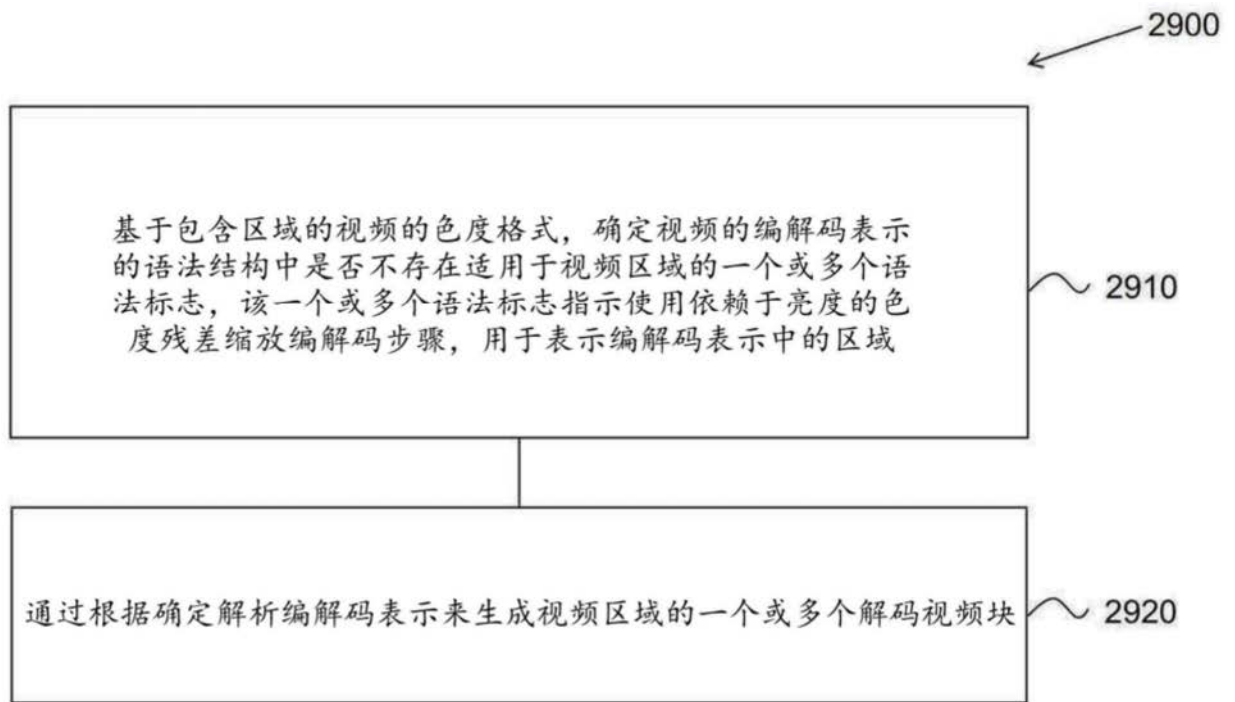 2900
基于包含区域的视频的色度格式，确定视频的编解码表示
的语法结构中是否不存在适用于视频区域的一个或多个语
法标志，该一个或多个语法标志指示使用依赖于亮度的色
度残差缩放编解码步骤，用于表示编解码表示中的区域
2910
通过根据确定解析编解码表示来生成视频区域的一个或多个解码视频块
2920